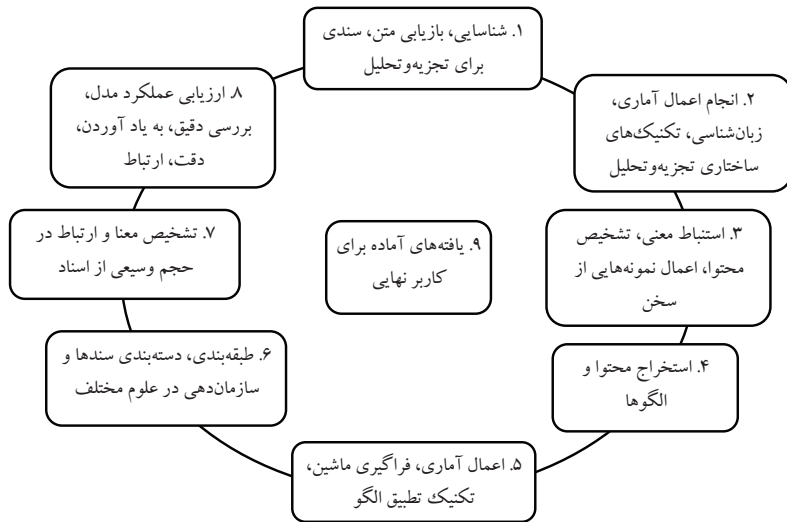 ۱. شناسایی، بازیابی متن، سندی
برای تجزیه‌وتحلیل
۲. انجام اعمال آماری،
زبان‌شناسی، تکنیک‌های
ساختاری تجزیه‌وتحلیل
۳. استنباط معنی، تشخیص
محتوا، اعمال نمونه‌هایی از
سخن
۴. استخراج محتوا و
الگوها
۵. اعمال آماری، فراگیری ماشین،
تکنیک تطبیق الگو
۶. طبقه‌بندی، دسته‌بندی سندها و
سازمان‌دهی در علوم مختلف
۷. تشخیص معنا و ارتباط در
حجم وسیعی از اسناد
۸. ارزیابی عملکرد مدل،
بررسی دقیق، به یاد آوردن،
دقت، ارتباط
۹. یافته‌های آماده برای
کاربر نهایی